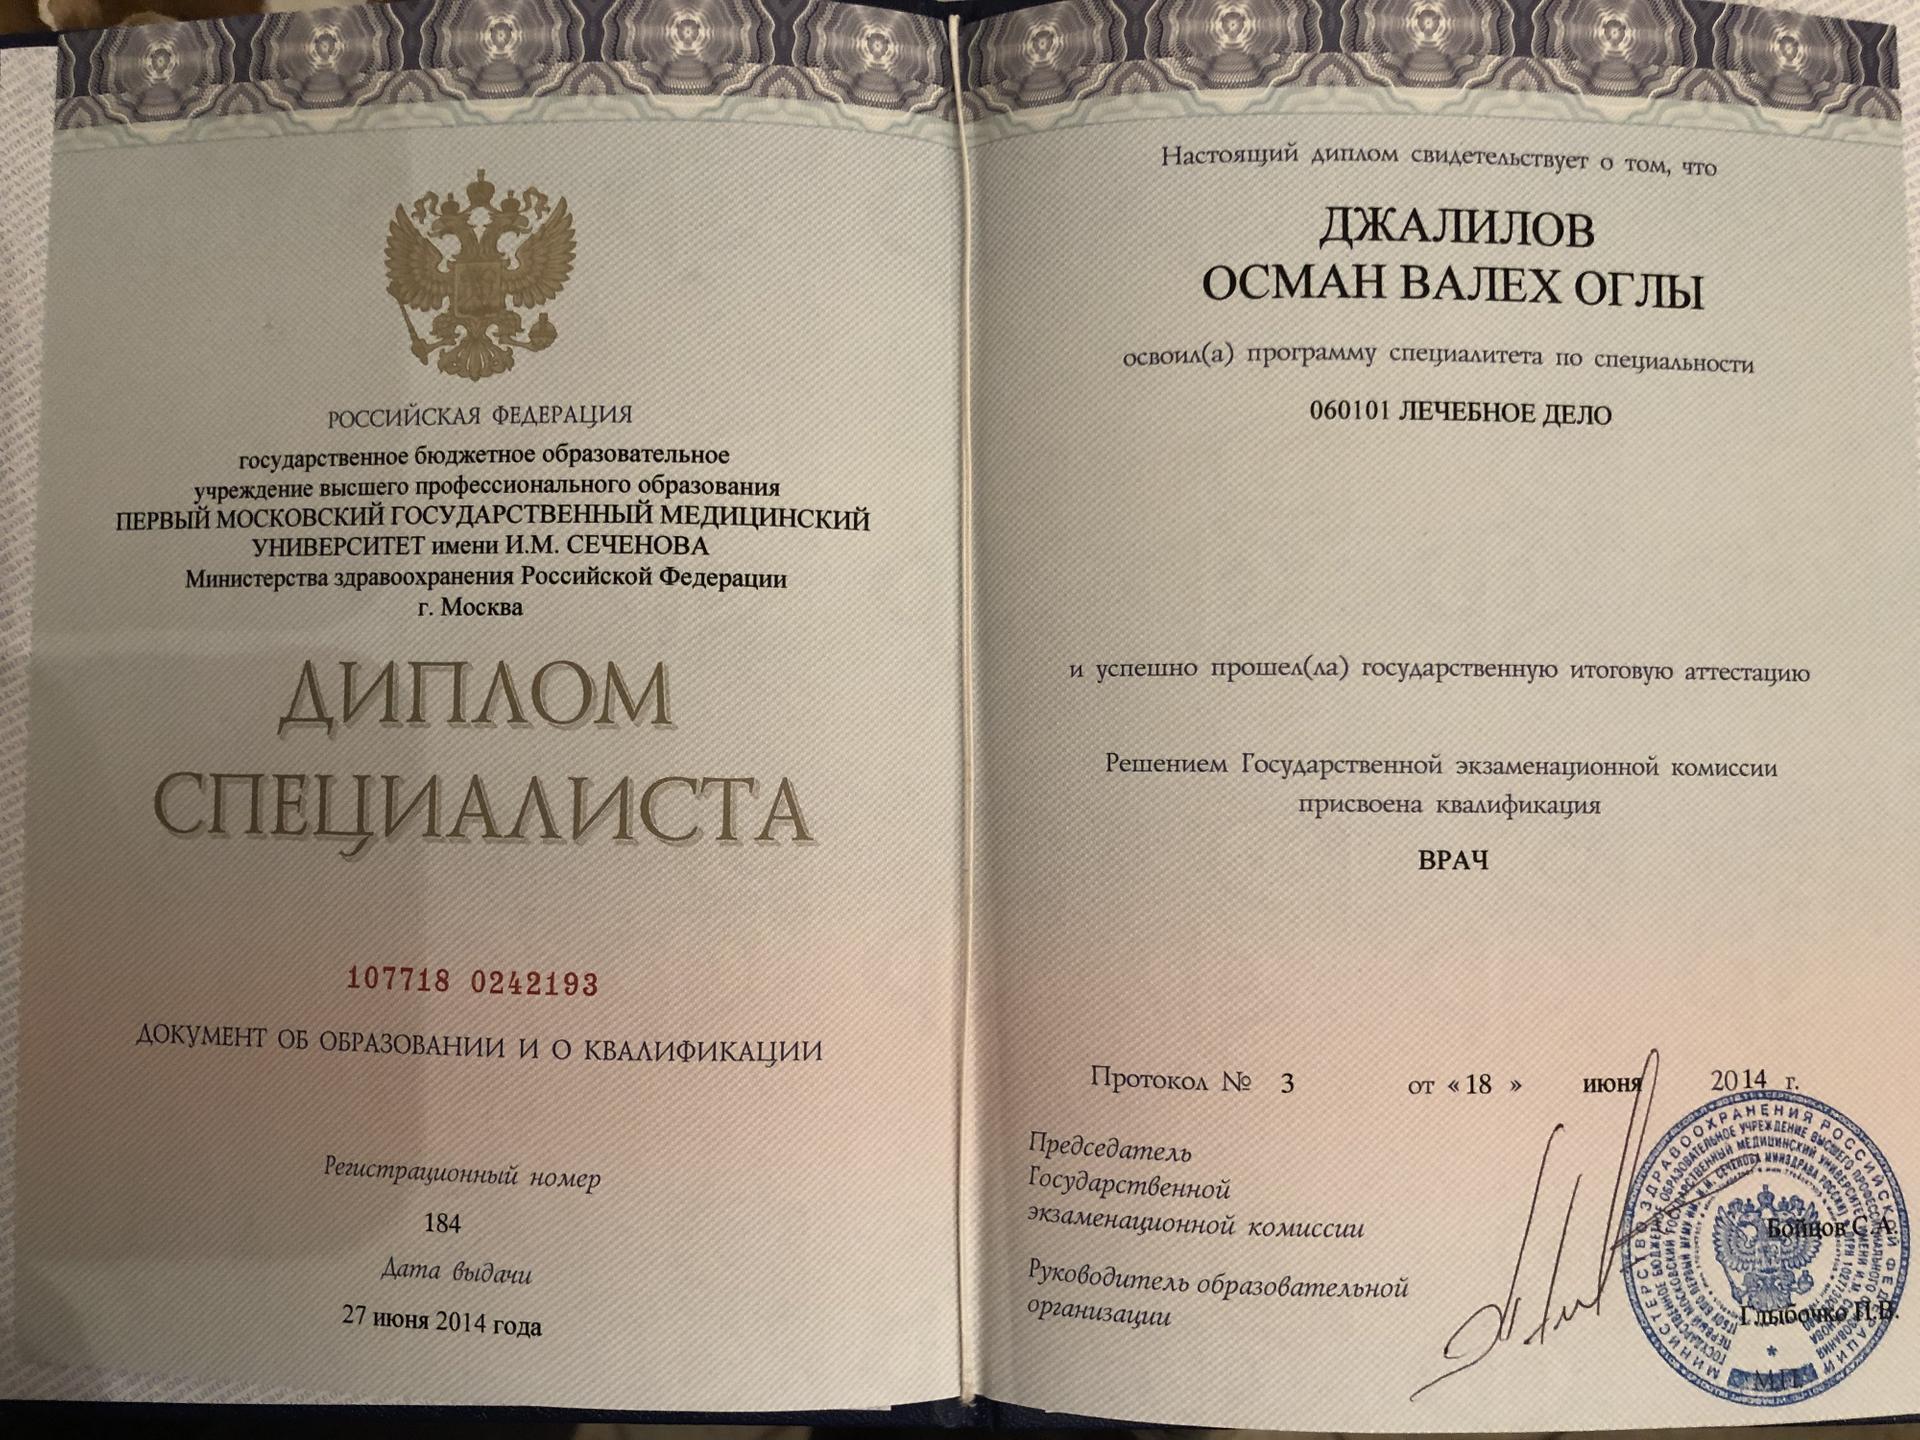 РОССИЙСКАЯ ФЕДЕРАЦИЯ
государственное бюджетное образовательное
учреждение высшего профессионального образования
ПЕРВЫЙ МОСКОВСКИЙ ГОСУДАРСТВЕННЫЙ МЕДИЦИНСКИЙ
УНИВЕРСИТЕТ имени И.М. СЕЧЕНОВА
Министерства здравоохранения Российской Федерации
г. Москва
ДИПЛОМ
СПЕЦИАЛИСТА
107718 0242193
ДОКУМЕНТ ОБ ОБРАЗОВАНИИ И О КВАЛИФИКАЦИИ
Регистрационный номер
184
Дата выдачи
27 июня 2014 года
Настоящий диплом свидетельствует о том, что
ДЖАЛИЛОВ
ОСМАН ВАЛЕХ ОГЛЫ
освоил(а) программу специалитета по специальности
060101 ЛЕЧЕБНОЕ ДЕЛО
и успешно прошел(ла) государственную итоговую аттестацию
Решением Государственной экзаменационной комиссии
присвоена квалификация
ВРАЧ
Протокол № 3 от «18 » июня 2014 г.
Председатель
Государственной
экзаменационной комиссии
Бойцов С.А.
Руководитель образовательной
организации
Глыбочко П.В.
М.П.
МИНИСТЕРСТВО ЗДРАВООХРАНЕНИЯ РОССИЙСКОЙ ФЕДЕРАЦИИ